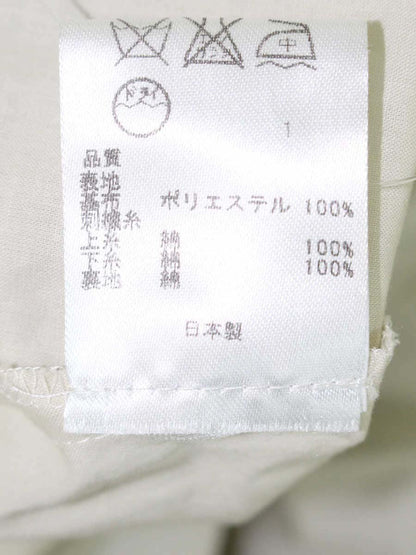 中
ドライ
1
品質
表地
基布 ポリエステル 100%
刺繍糸
上糸 綿 100%
下糸 綿 100%
裏地 綿
日本製